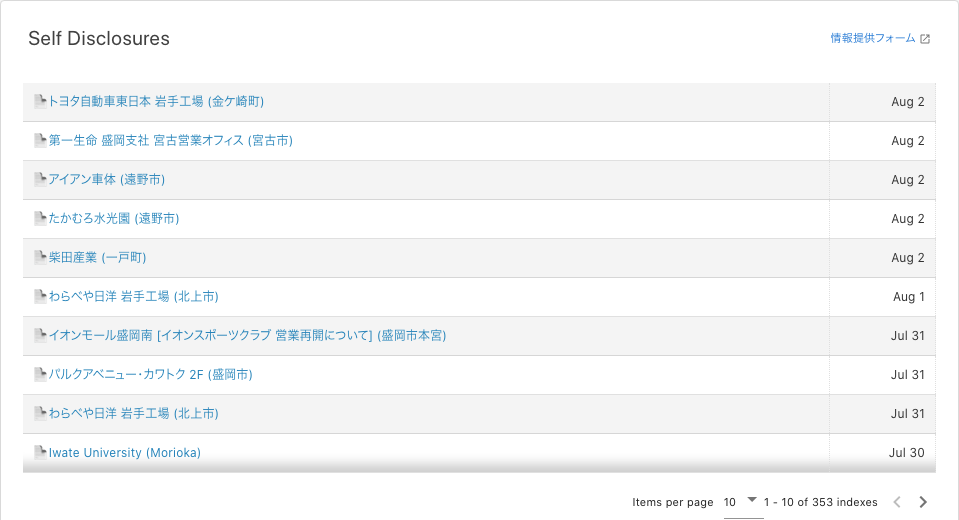 Self Disclosures
情報提供フォーム
トヨタ自動車東日本 岩手工場 (金ケ崎町) Aug 2
第一生命 盛岡支社 宮古営業オフィス (宮古市) Aug 2
アイアン車体 (遠野市) Aug 2
たかむろ水光園 (遠野市) Aug 2
柴田産業 (一戸町) Aug 2
わらべや日洋 岩手工場 (北上市) Aug 1
イオンモール盛岡南 [イオンスポーツクラブ 営業再開について] (盛岡市本宮) Jul 31
パルクアベニュー・カワトク 2F (盛岡市) Jul 31
わらべや日洋 岩手工場 (北上市) Jul 31
Iwate University (Morioka) Jul 30
Items per page 10 1 - 10 of 353 indexes